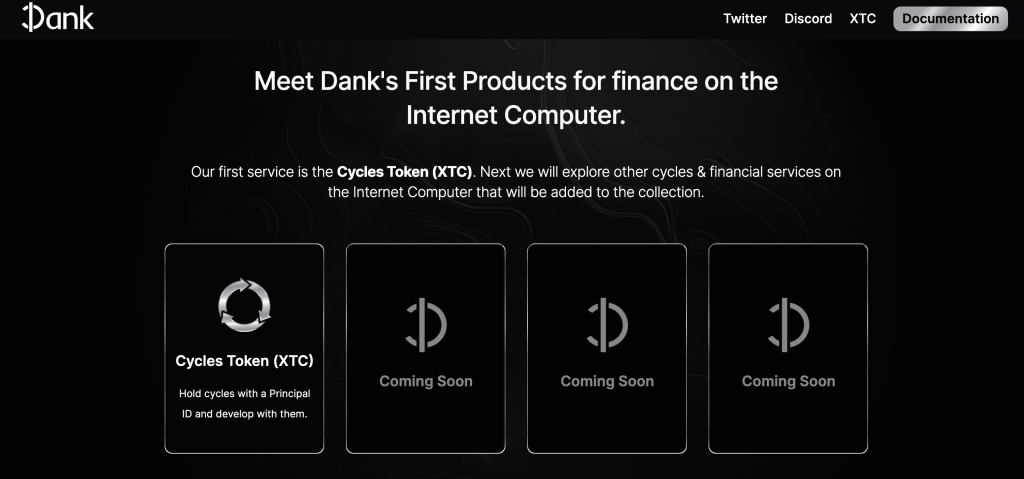 Dank
Twitter
Discord
XTC
Documentation
Meet Dank's First Products for finance on the
Internet Computer.
Our first service is the Cycles Token (XTC). Next we will explore other cycles & financial services on
the Internet Computer that will be added to the collection.
Cycles Token (XTC)
Hold cycles with a Principal
ID and develop with them.
Coming Soon
Coming Soon
Coming Soon